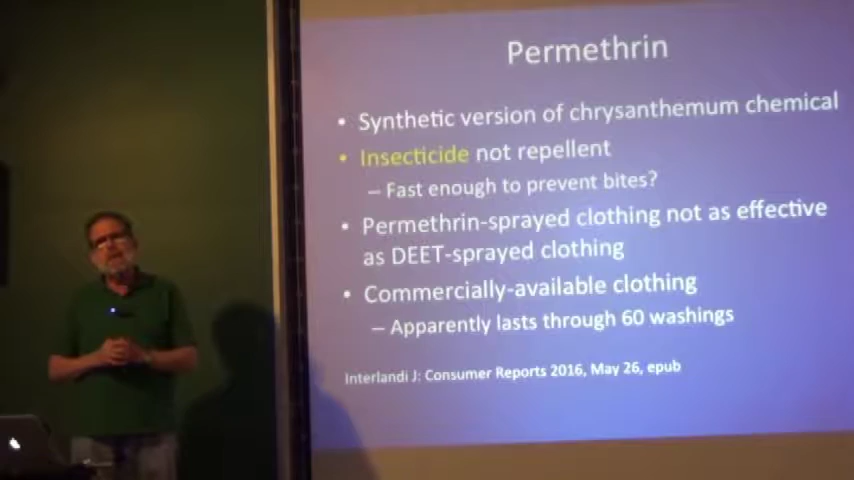 Permethrin
• Synthetic version of chrysanthemum chemical
• Insecticide not repellent
– Fast enough to prevent bites?
• Permethrin-sprayed clothing not as effective
as DEET-sprayed clothing
• Commercially-available clothing
– Apparently lasts through 60 washings
Interlandi J: Consumer Reports 2016, May 26, epub